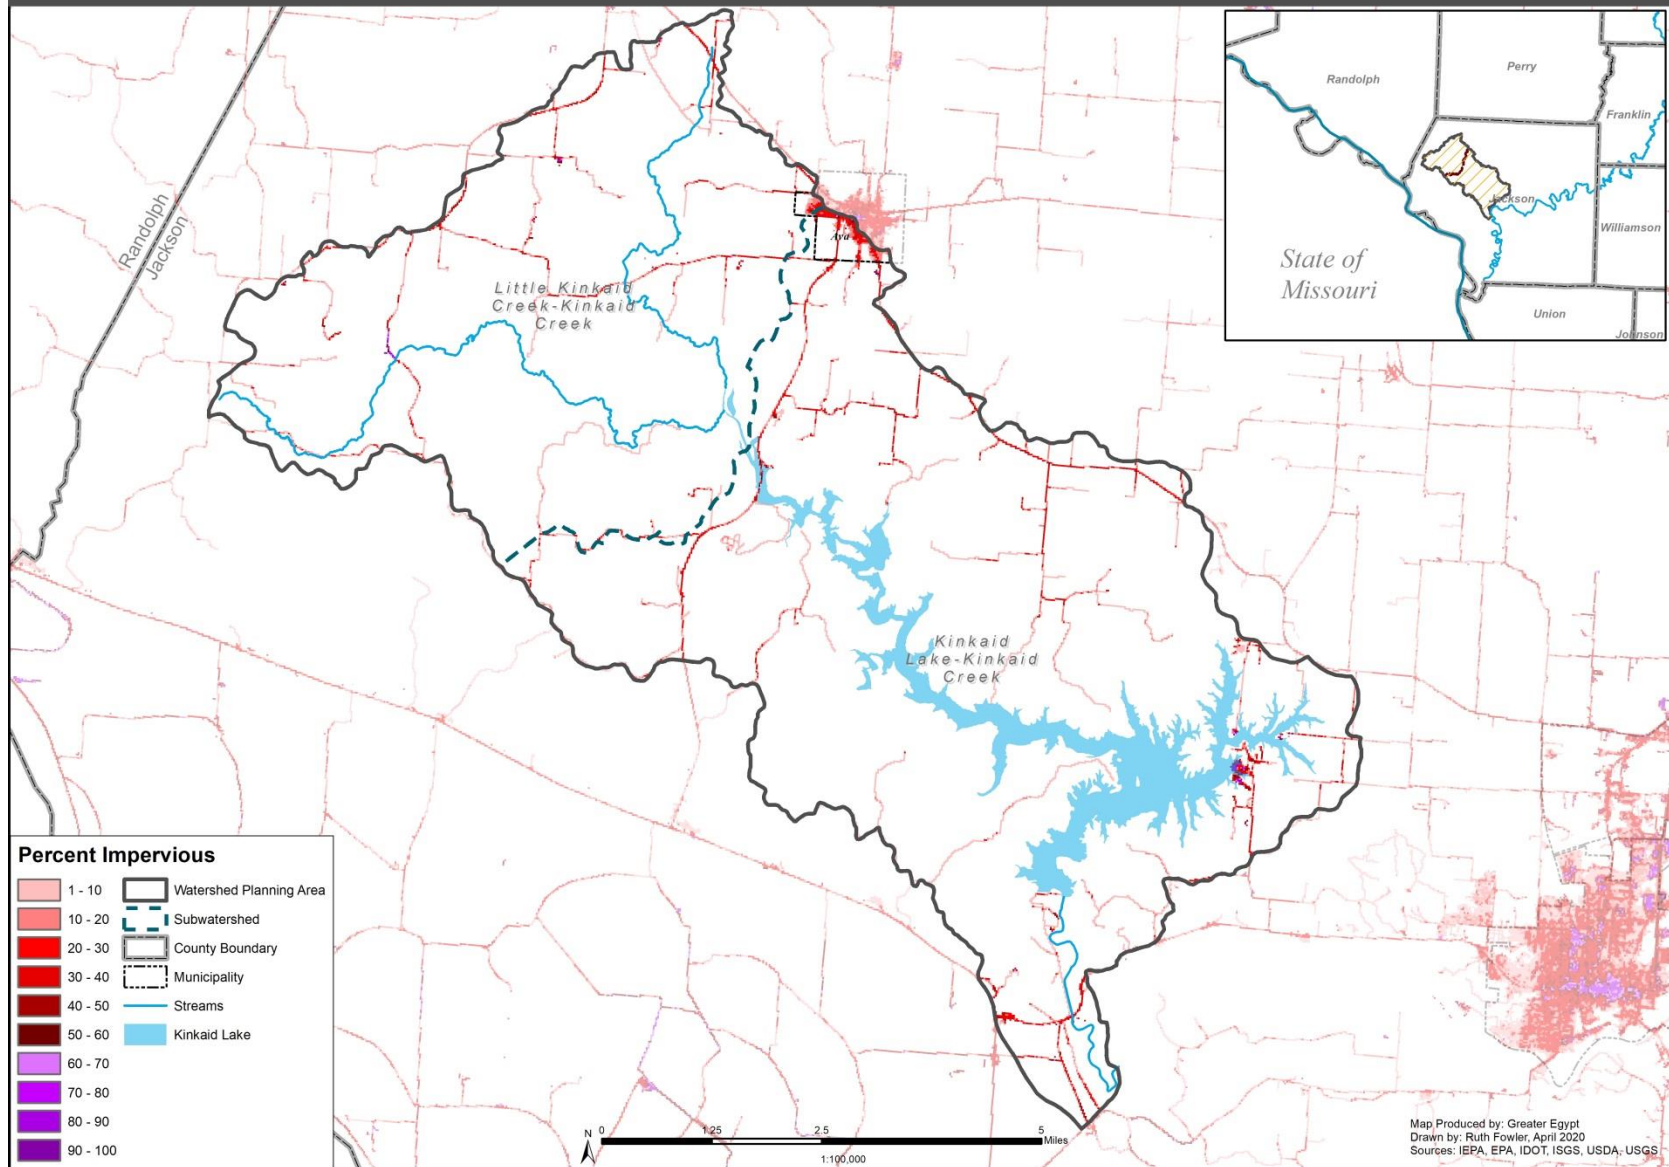 Randolph
Jackson
Little Kinkaid
Creek-Kinkaid
Creek
Ava
Kinkaid
Lake-Kinkaid
Creek
Randolph
Perry
Franklin
Jackson
Williamson
State of
Missouri
Union
Johnson
Percent Impervious
1 - 10
10 - 20
20 - 30
30 - 40
40 - 50
50 - 60
60 - 70
70 - 80
80 - 90
90 - 100
Watershed Planning Area
Subwatershed
County Boundary
Municipality
Streams
Kinkaid Lake
N
0 1.25 2.5 5
Miles
1:100,000
Map Produced by: Greater Egypt
Drawn by: Ruth Fowler, April 2020
Sources: IEPA, EPA, IDOT, ISGS, USDA, USGS